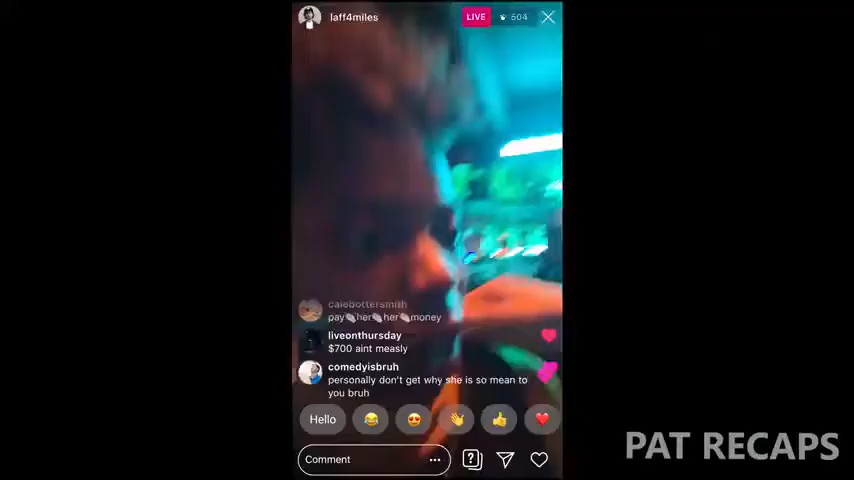 laff4miles
LIVE
504
calebottersmith
pay👏her👏her👏money
liveonthursday
$700 aint measly
comedyisbruh
personally don't get why she is so mean to
you bruh
Hello
Comment
PAT RECAPS